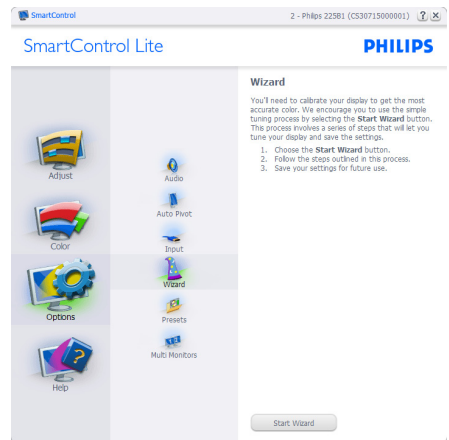 SmartControl
2 - Philips 225B1 (CS30715000001)
SmartControl Lite
PHILIPS
Adjust
Color
Options
Help
Audio
Auto Pivot
Input
Wizard
Presets
Multi Monitors
Wizard
You'll need to calibrate your display to get the most
accurate color. We encourage you to use the simple
tuning process by selecting the Start Wizard button.
This process involves a series of steps that will let you
tune your display and save the settings.
1. Choose the Start Wizard button.
2. Follow the steps outlined in this process.
3. Save your settings for future use.
Start Wizard